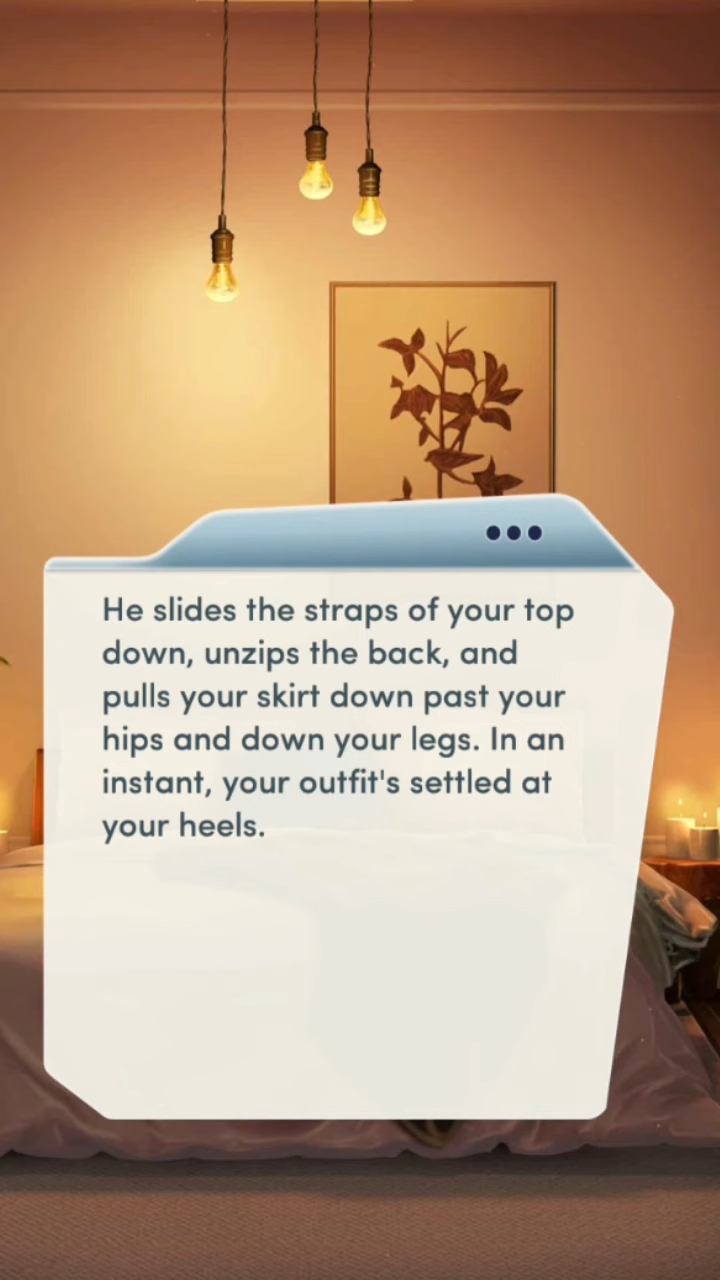 He slides the straps of your top
down, unzips the back, and
pulls your skirt down past your
hips and down your legs. In an
instant, your outfit's settled at
your heels.